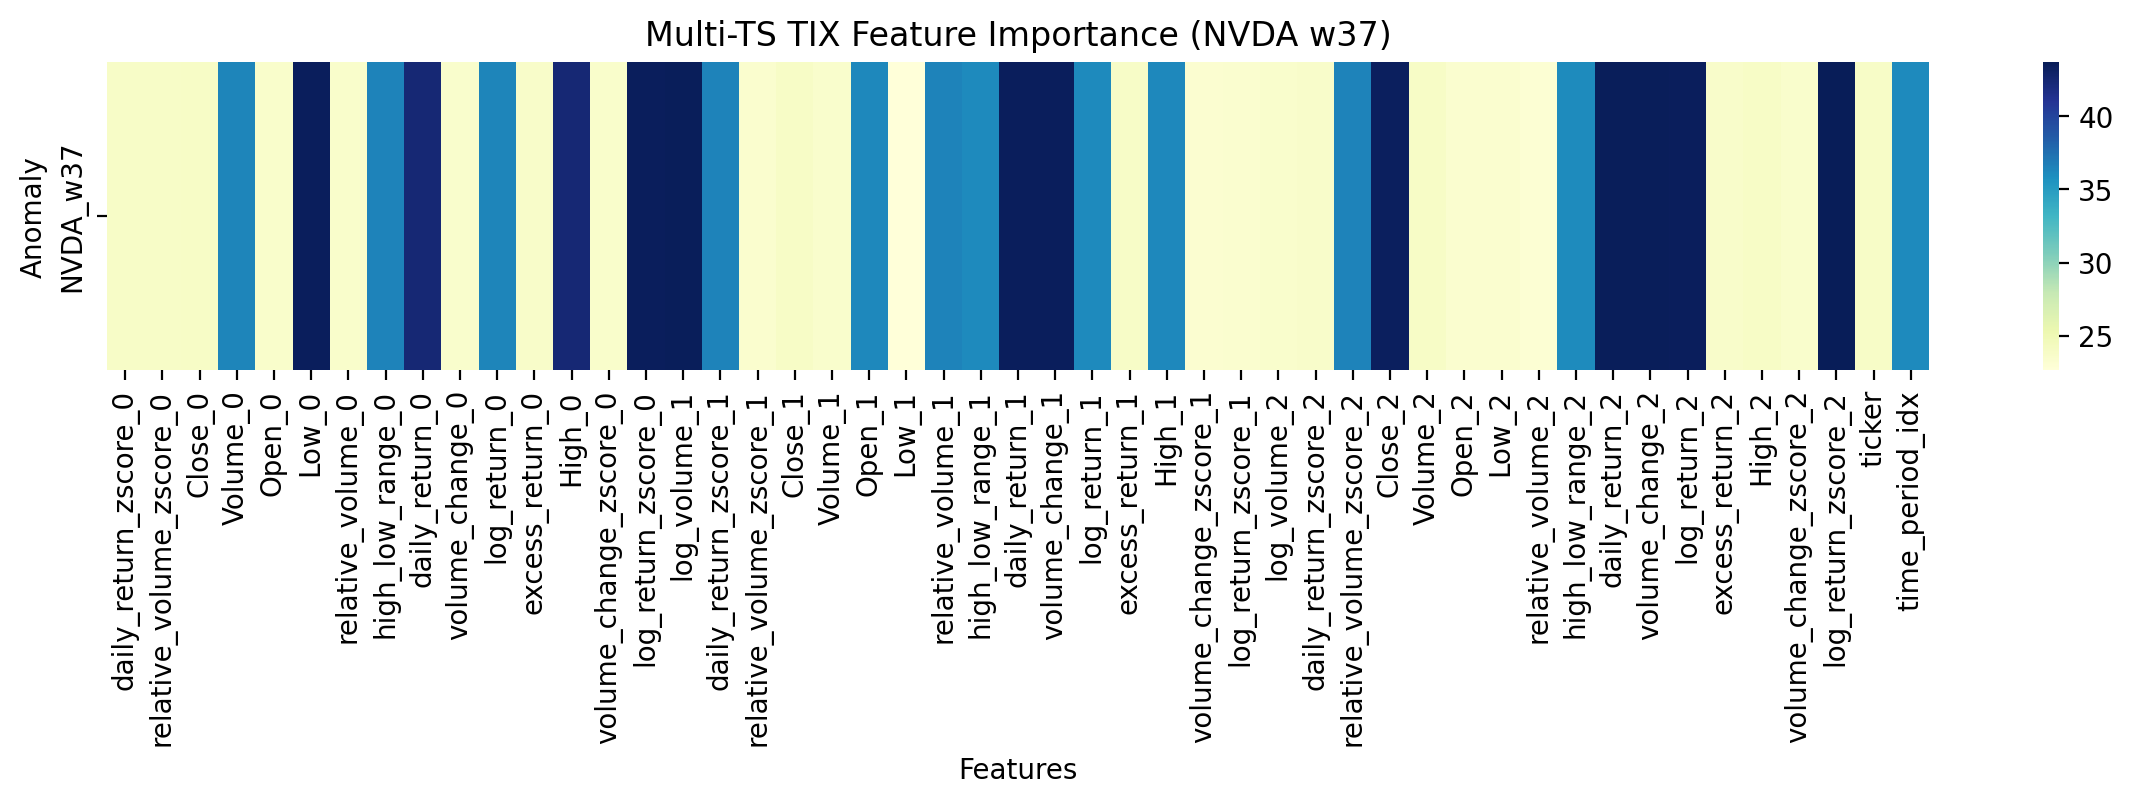 Multi-TS TIX Feature Importance (NVDA w37)
Anomaly
NVDA_w37
40
35
30
25
daily_return_zscore_0
relative_volume_zscore_0
Close_0
Volume_0
Open_0
Low_0
relative_volume_0
high_low_range_0
daily_return_0
volume_change_0
log_return_0
excess_return_0
High_0
volume_change_zscore_0
log_return_zscore_0
log_volume_1
daily_return_zscore_1
relative_volume_zscore_1
Close_1
Volume_1
Open_1
Low_1
relative_volume_1
high_low_range_1
daily_return_1
volume_change_1
log_return_1
excess_return_1
High_1
volume_change_zscore_1
log_return_zscore_1
log_volume_2
daily_return_zscore_2
relative_volume_zscore_2
Close_2
Volume_2
Open_2
Low_2
relative_volume_2
high_low_range_2
daily_return_2
volume_change_2
log_return_2
excess_return_2
High_2
volume_change_zscore_2
log_return_zscore_2
ticker
time_period_idx
Features